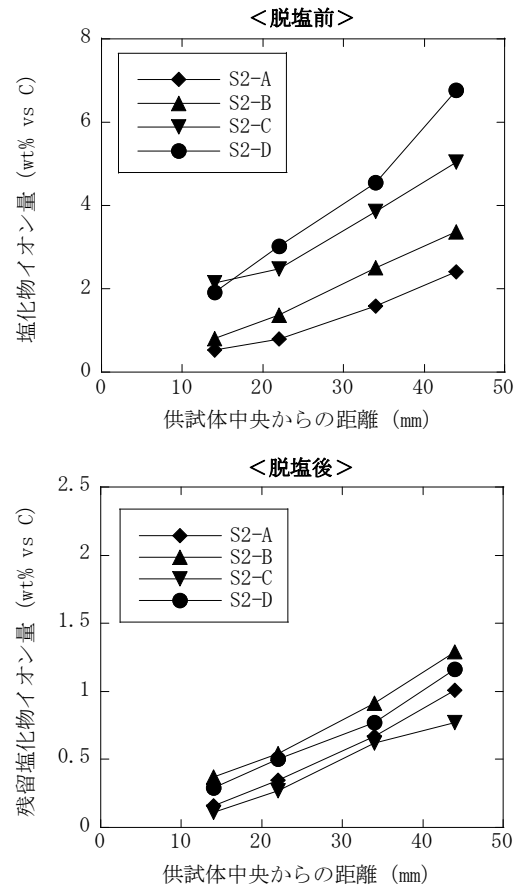 ＜脱塩前＞
塩化物イオン量 (wt% vs C)
8
6
4
2
0
S2-A
S2-B
S2-C
S2-D
0 10 20 30 40 50
供試体中央からの距離 (mm)
＜脱塩後＞
残留塩化物イオン量 (wt% vs C)
2.5
2
1.5
1
0.5
0
S2-A
S2-B
S2-C
S2-D
0 10 20 30 40 50
供試体中央からの距離 (mm)